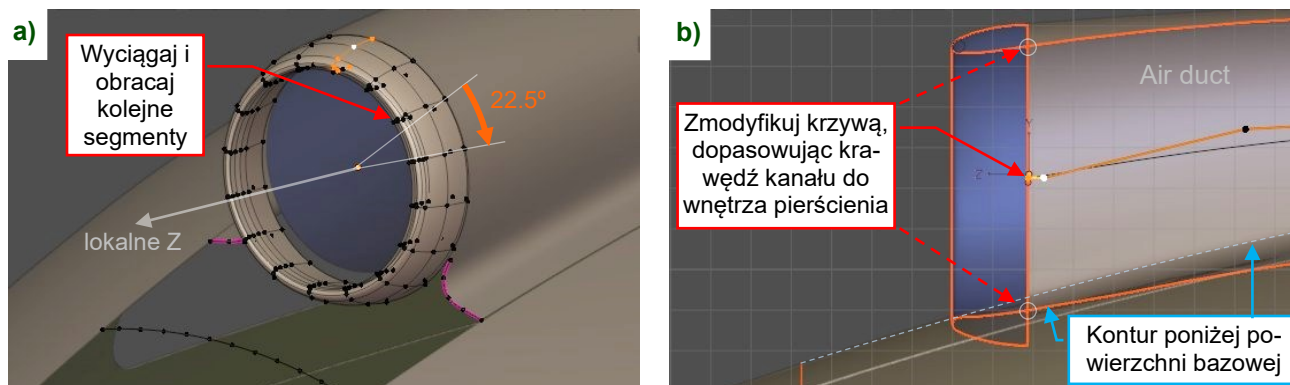 a)
Wyciągaj i
obracaj
kolejne
segmenty
22.5º
lokalne Z
b)
Air duct
Zmodyfikuj krzywą,
dopasowując kra-
wędź kanału do
wnętrza pierścienia
Y
Z
Kontur poniżej po-
wierzchni bazowej